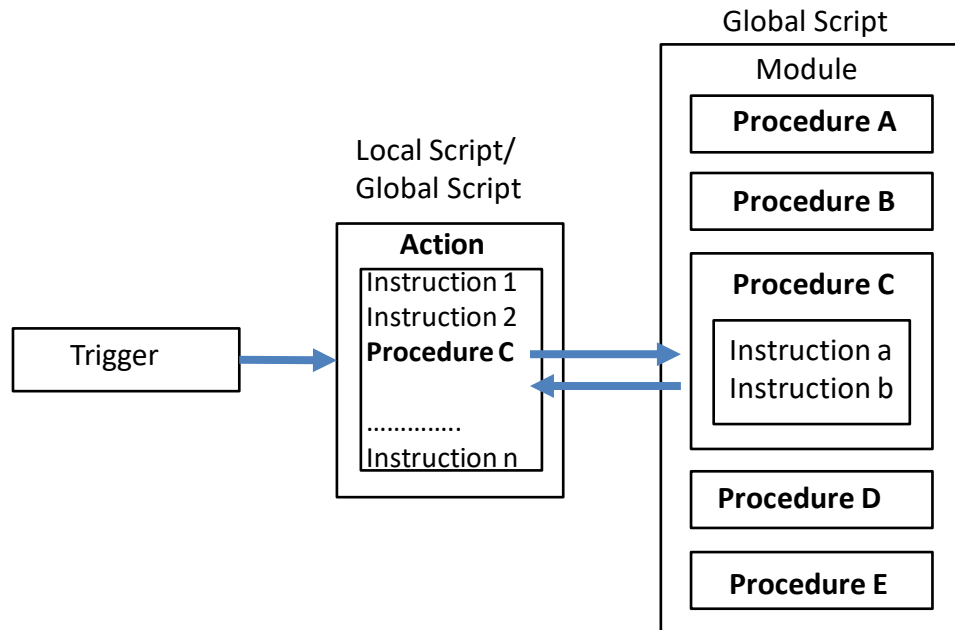 Trigger
Local Script/
Global Script
Action
Instruction 1
Instruction 2
Procedure C
…………..
Instruction n
Global Script
Module
Procedure A
Procedure B
Procedure C
Instruction a
Instruction b
Procedure D
Procedure E